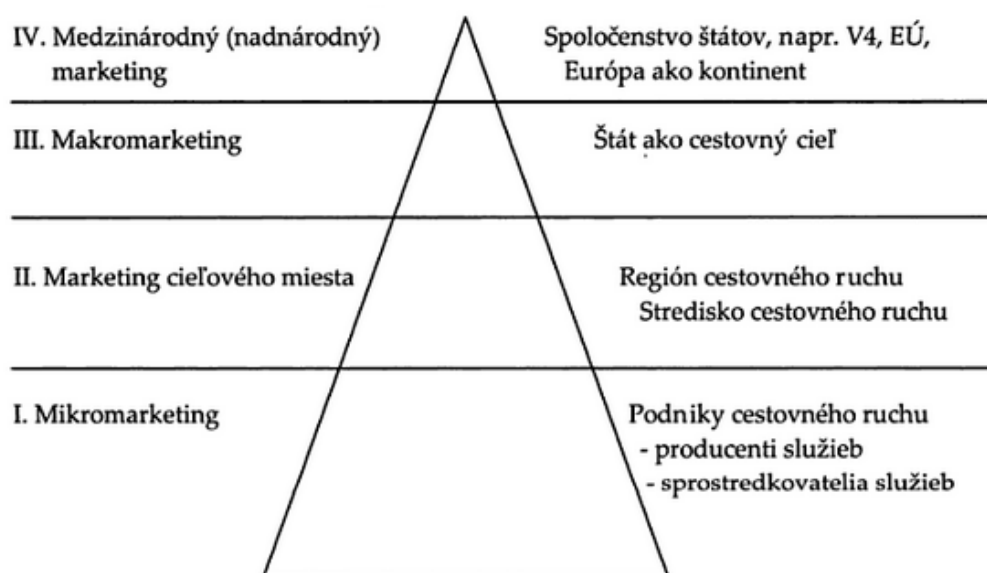 IV. Medzinárodný (nadnárodný)
marketing
Spoločenstvo štátov, napr. V4, EÚ,
Európa ako kontinent
III. Makromarketing
Štát ako cestovný cieľ
II. Marketing cieľového miesta
Región cestovného ruchu
Stredisko cestovného ruchu
I. Mikromarketing
Podniky cestovného ruchu
- producenti služieb
- sprostredkovatelia služieb